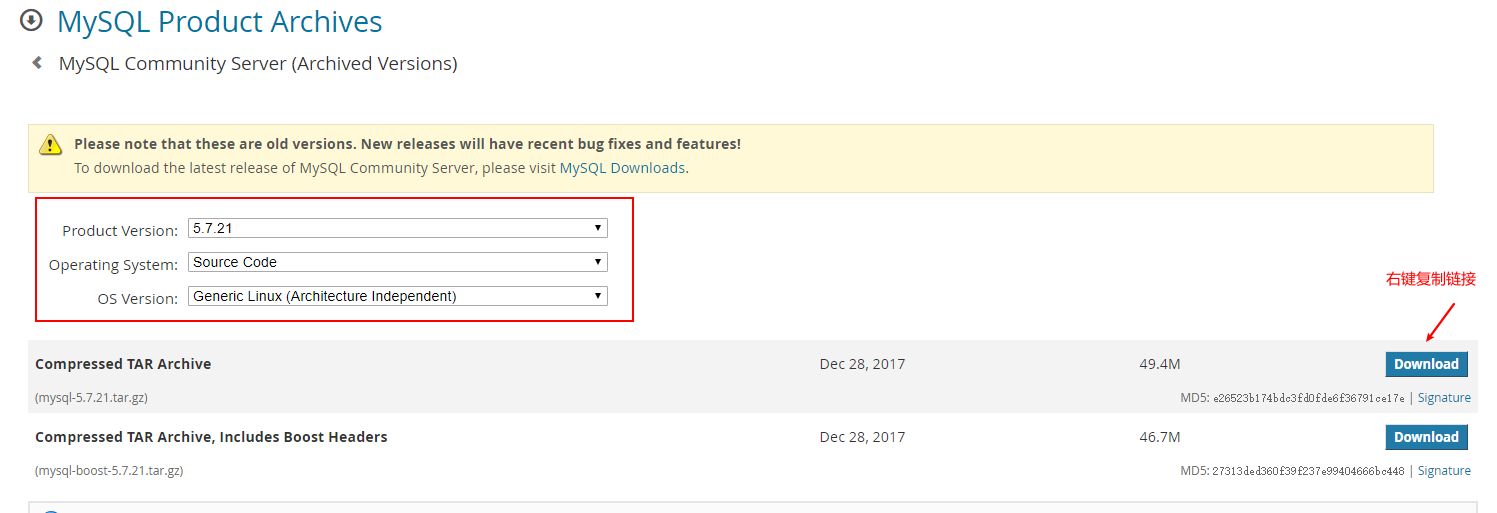 MySQL Product Archives
MySQL Community Server (Archived Versions)
Please note that these are old versions. New releases will have recent bug fixes and features!
To download the latest release of MySQL Community Server, please visit MySQL Downloads.
Product Version: 5.7.21
Operating System: Source Code
OS Version: Generic Linux (Architecture Independent)
右键复制链接
Compressed TAR Archive Dec 28, 2017 49.4M Download
(mysql-5.7.21.tar.gz) MD5: e26523b174bdc3fd0fde6f36791ce17e | Signature
Compressed TAR Archive, Includes Boost Headers Dec 28, 2017 46.7M Download
(mysql-boost-5.7.21.tar.gz) MD5: 27313ded360f39f237e99404666bc448 | Signature